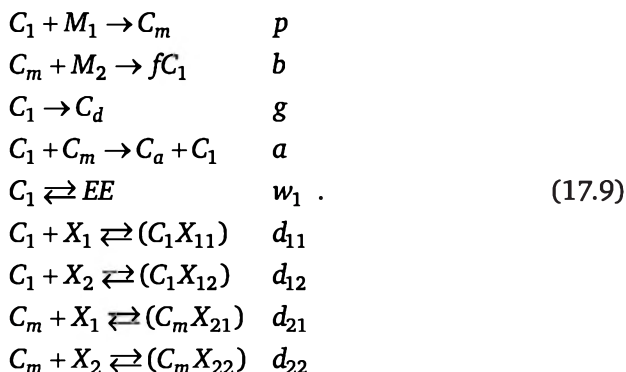 C₁ + M₁ → Cₘ p
Cₘ + M₂ → fC₁ b
C₁ → C_d g
C₁ + Cₘ → Cₐ + C₁ a
C₁ ⇄ EE w₁ . (17.9)
C₁ + X₁ ⇄ (C₁X₁₁) d₁₁
C₁ + X₂ ⇄ (C₁X₁₂) d₁₂
Cₘ + X₁ ⇄ (CₘX₂₁) d₂₁
Cₘ + X₂ ⇄ (CₘX₂₂) d₂₂